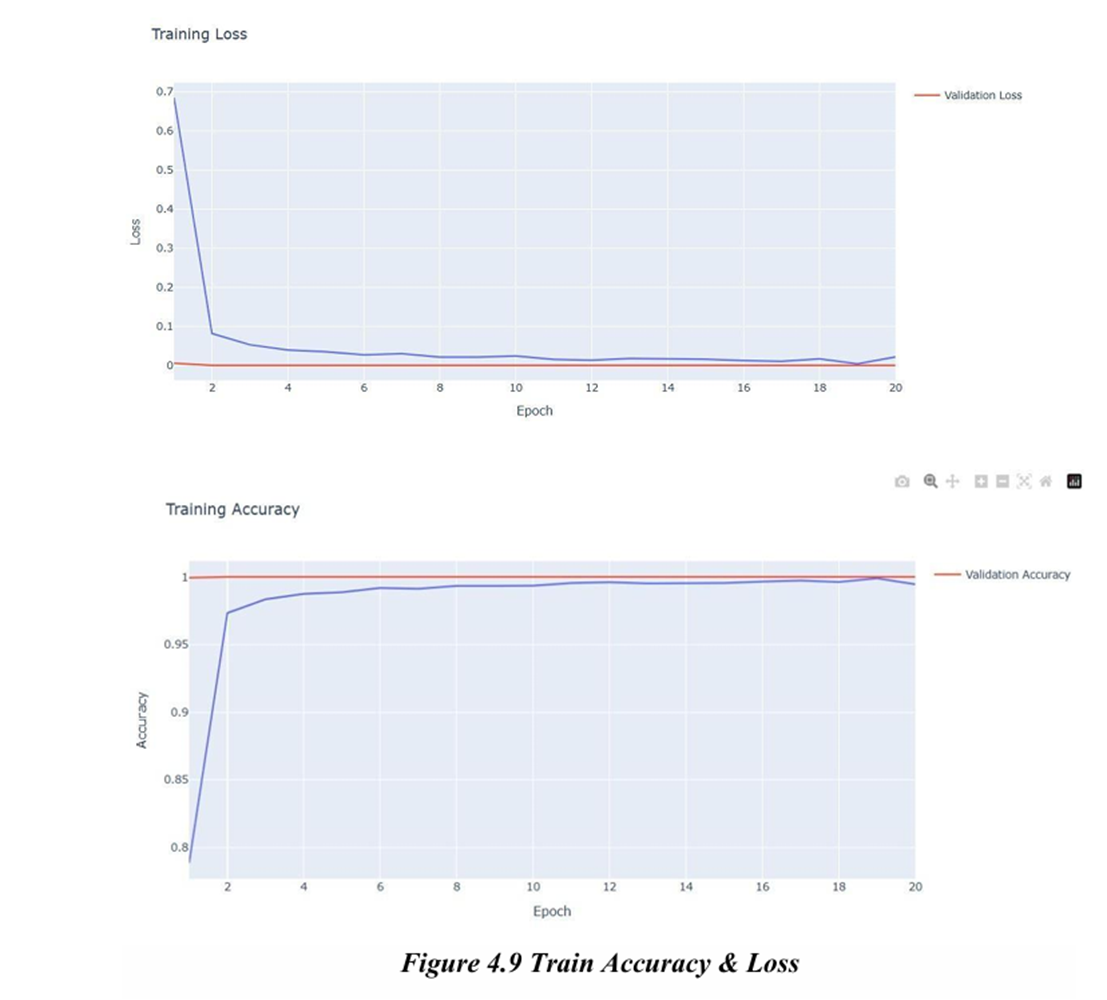 Training Loss
0.7
0.6
0.5
0.4
0.3
0.2
0.1
0
Loss
2 4 6 8 10 12 14 16 18 20
Epoch
Validation Loss
Training Accuracy
1
0.95
0.9
0.85
0.8
Accuracy
2 4 6 8 10 12 14 16 18 20
Epoch
Validation Accuracy
Figure 4.9 Train Accuracy & Loss